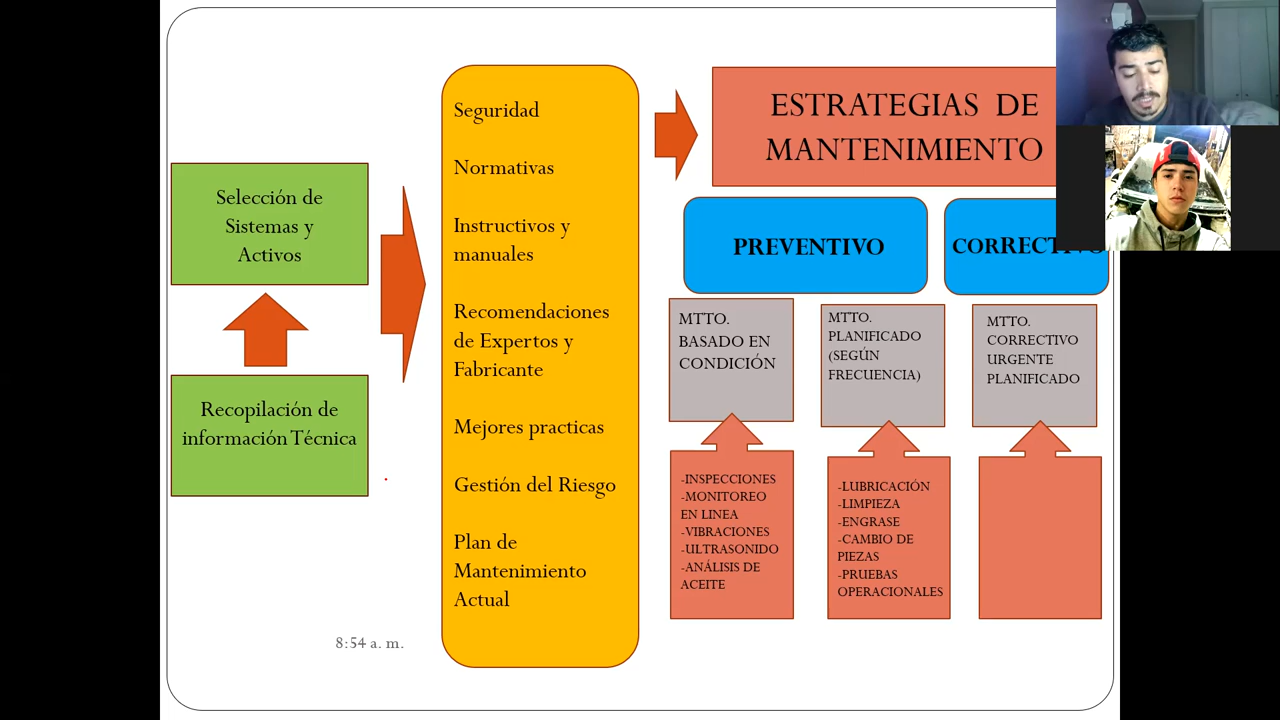 Selección de
Sistemas y
Activos
Recopilación de
información Técnica
8:54 a. m.
Seguridad
Normativas
Instructivos y
manuales
Recomendaciones
de Expertos y
Fabricante
Mejores practicas
Gestión del Riesgo
Plan de
Mantenimiento
Actual
ESTRATEGIAS DE
MANTENIMIENTO
PREVENTIVO
CORRECTIVO
MTTO.
BASADO EN
CONDICIÓN
MTTO.
PLANIFICADO
(SEGÚN
FRECUENCIA)
MTTO.
CORRECTIVO
URGENTE
PLANIFICADO
-INSPECCIONES
-MONITOREO
EN LINEA
-VIBRACIONES
-ULTRASONIDO
-ANÁLISIS DE
ACEITE
-LUBRICACIÓN
-LIMPIEZA
-ENGRASE
-CAMBIO DE
PIEZAS
-PRUEBAS
OPERACIONALES